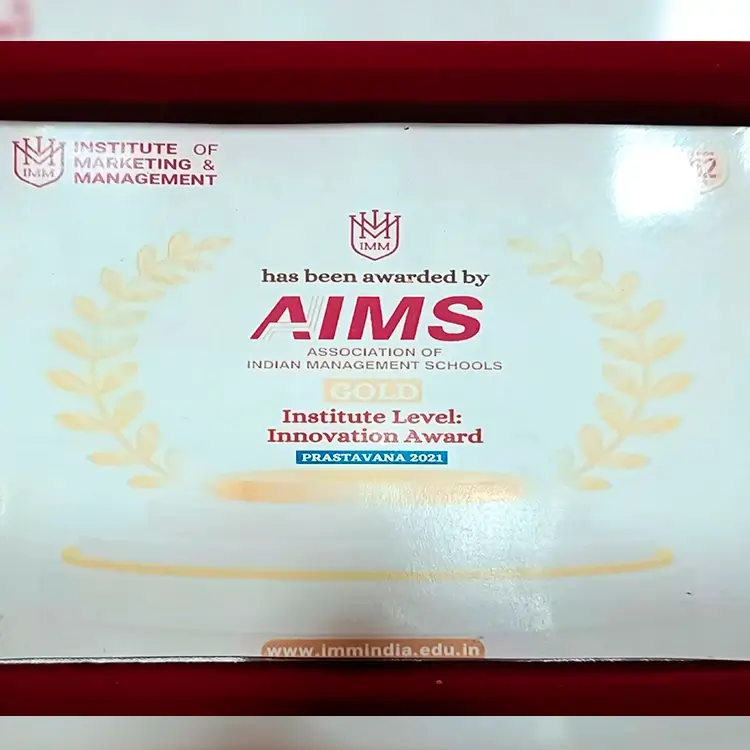 INSTITUTE OF
MARKETING &
MANAGEMENT
IMM
IMM
has been awarded by
AIMS
ASSOCIATION OF
INDIAN MANAGEMENT SCHOOLS
GOLD
Institute Level:
Innovation Award
PRASTAVANA 2021
www.immindia.edu.in